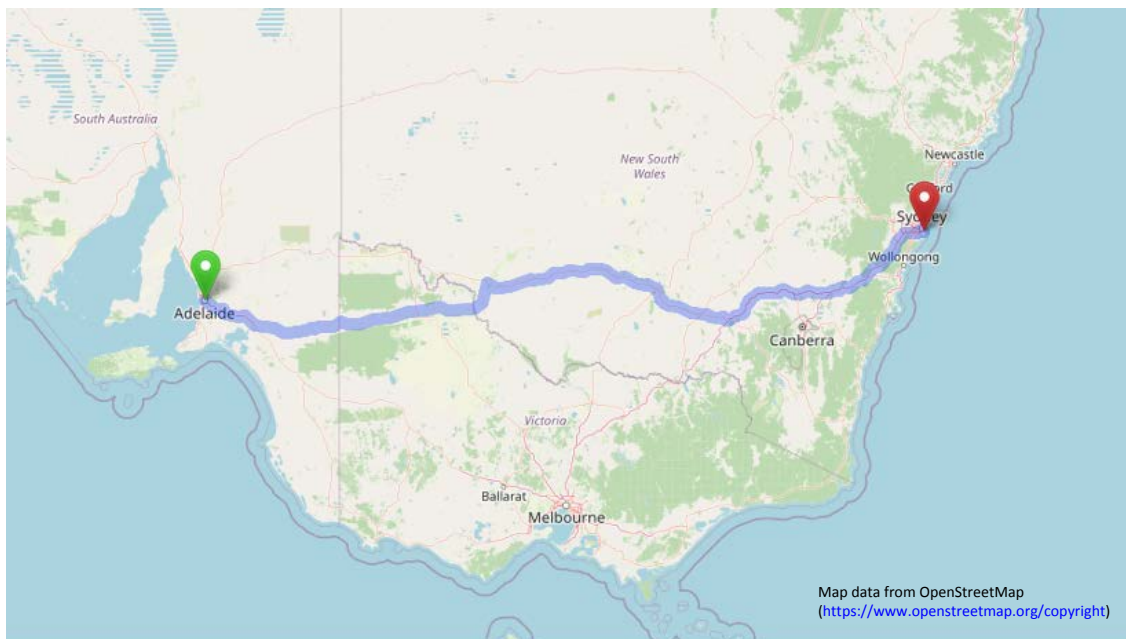 South Australia
New South
Wales
Newcastle
Sydney
Wollongong
Adelaide
Canberra
Victoria
Ballarat
Melbourne
Map data from OpenStreetMap
(https://www.openstreetmap.org/copyright)